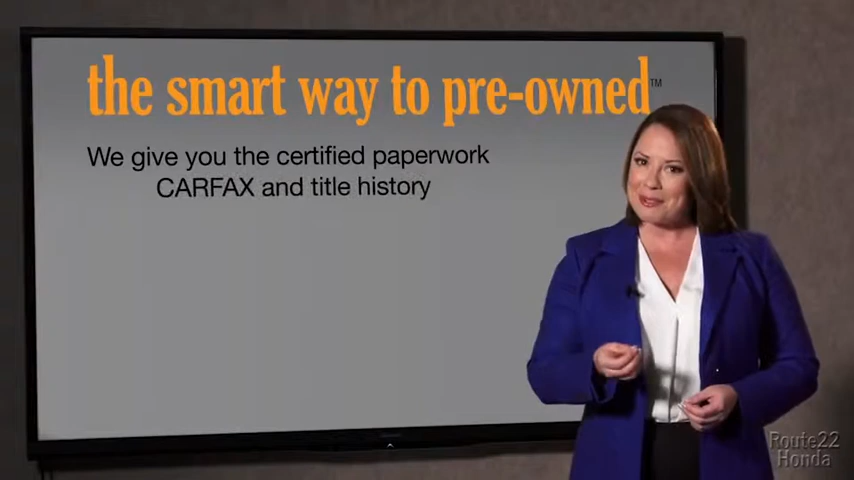 the smart way to pre-owned™
We give you the certified paperwork
CARFAX and title history
Route22
Honda